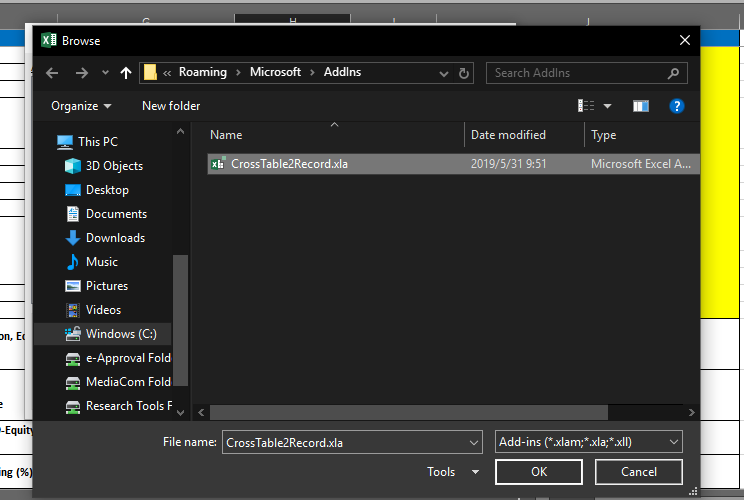 G H I J
Browse
« Roaming Microsoft AddIns
Search AddIns
Organize New folder
Name Date modified Type
This PC
3D Objects
Desktop
Documents
Downloads
Music
Pictures
Videos
Windows (C:)
e-Approval Fold
MediaCom Fold
Research Tools F
CrossTable2Record.xla 2019/5/31 9:51 Microsoft Excel A...
on, Ec
e
)-Equity
ing (%)
File name: CrossTable2Record.xla Add-ins (*.xlam;*.xla;*.xll)
Tools OK Cancel